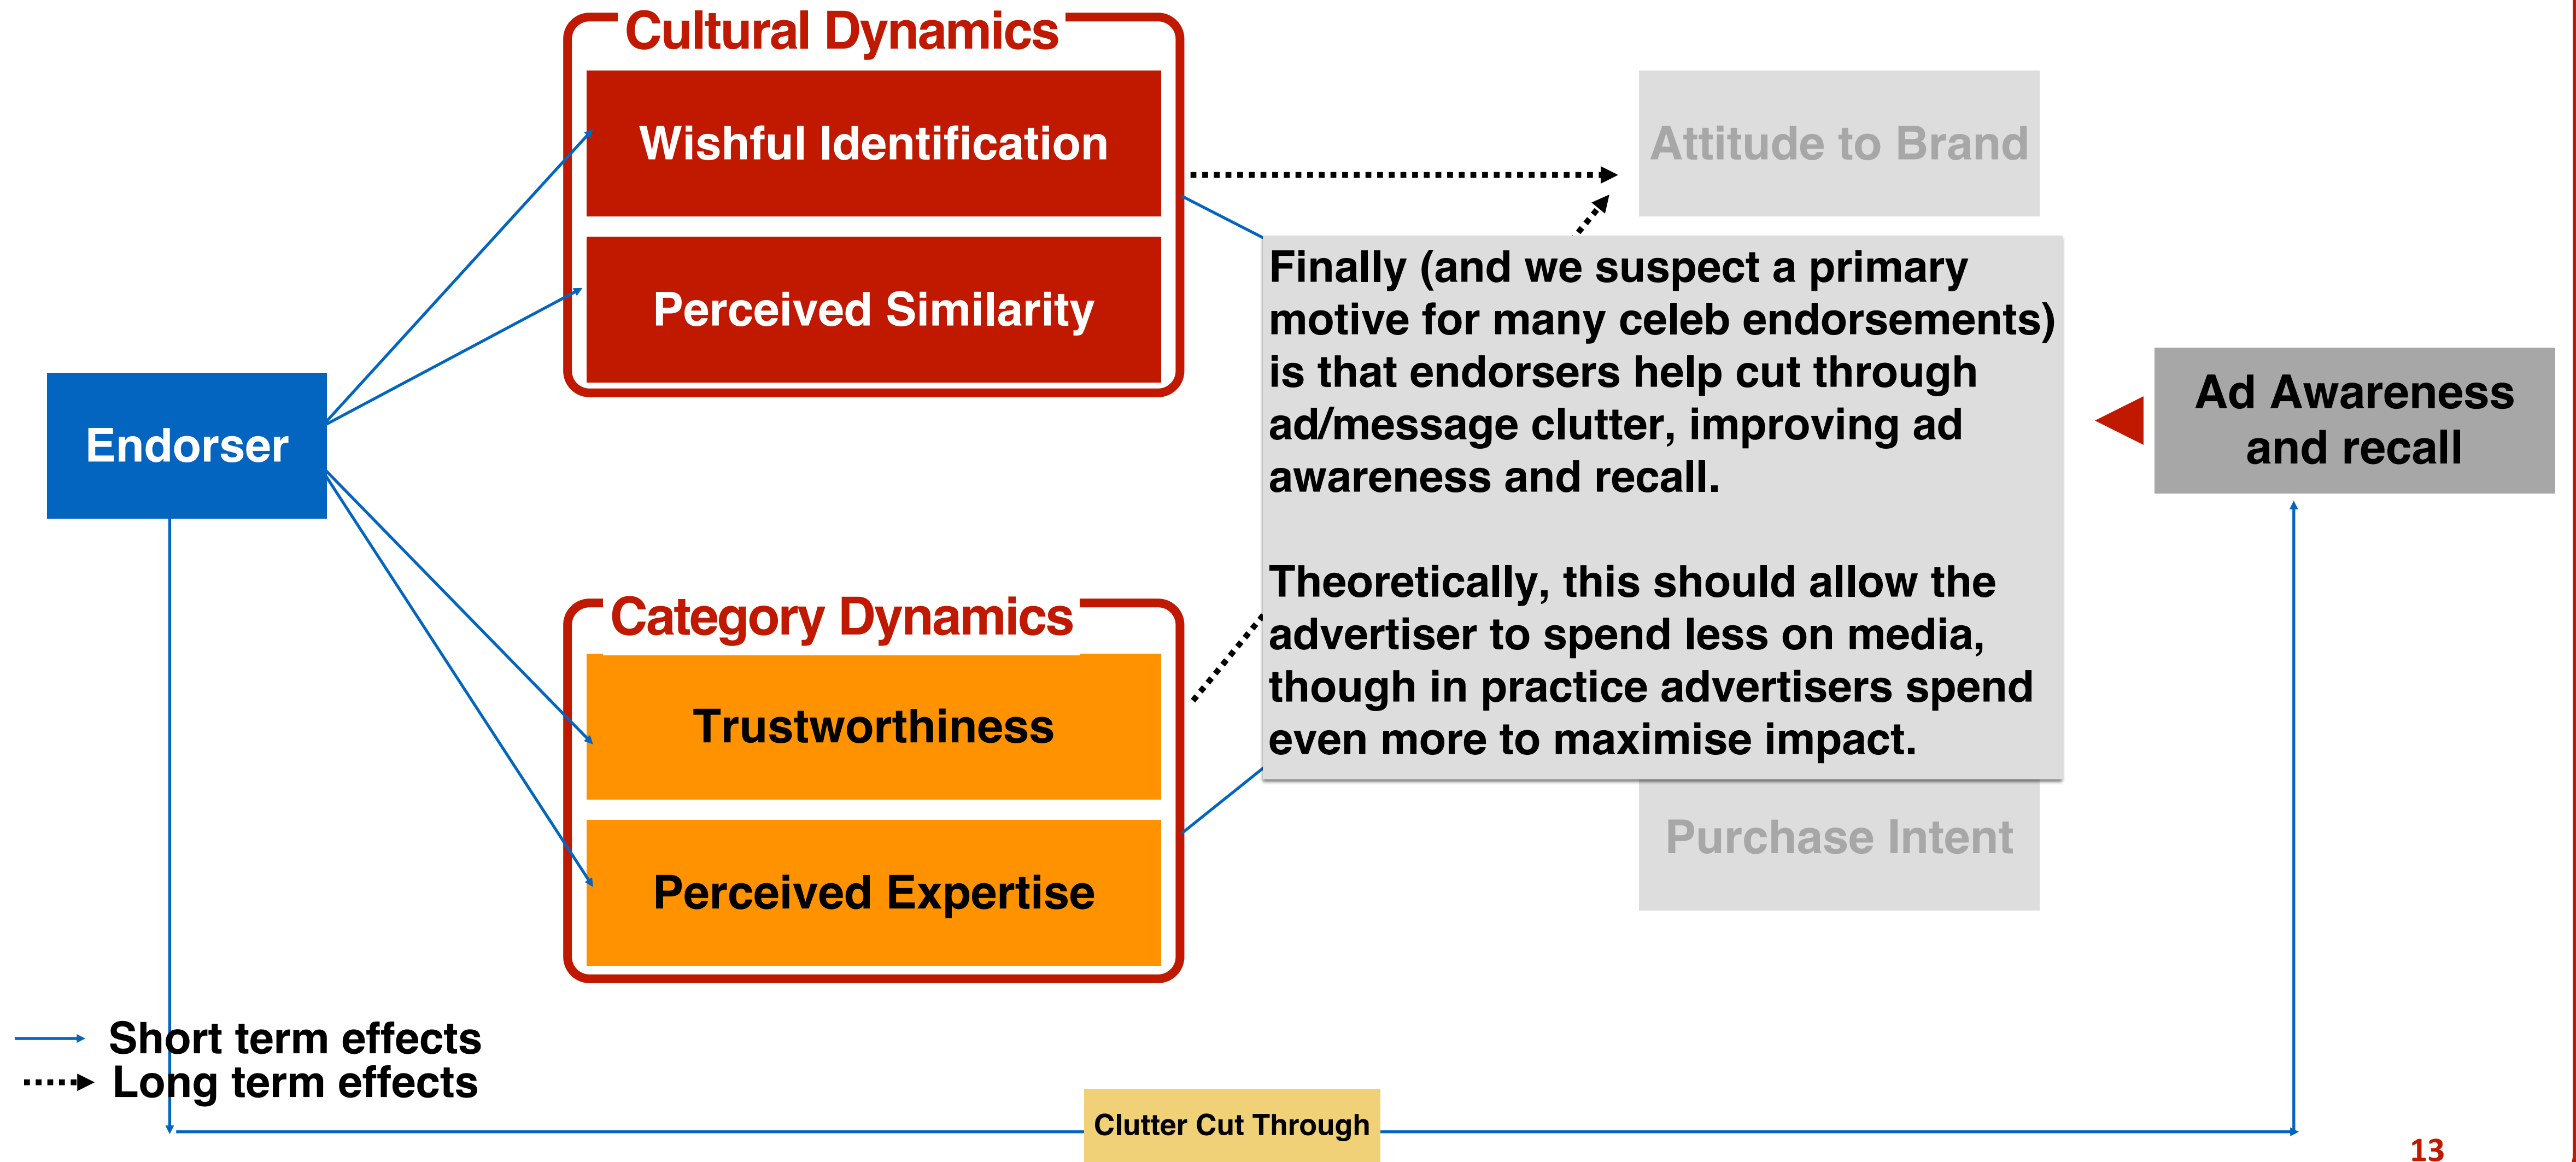 Cultural Dynamics
Wishful Identification
Perceived Similarity
Endorser
Category Dynamics
Trustworthiness
Perceived Expertise
Attitude to Brand
Finally (and we suspect a primary
motive for many celeb endorsements)
is that endorsers help cut through
ad/message clutter, improving ad
awareness and recall.
Theoretically, this should allow the
advertiser to spend less on media,
though in practice advertisers spend
even more to maximise impact.
Purchase Intent
Ad Awareness
and recall
Short term effects
Long term effects
Clutter Cut Through
13